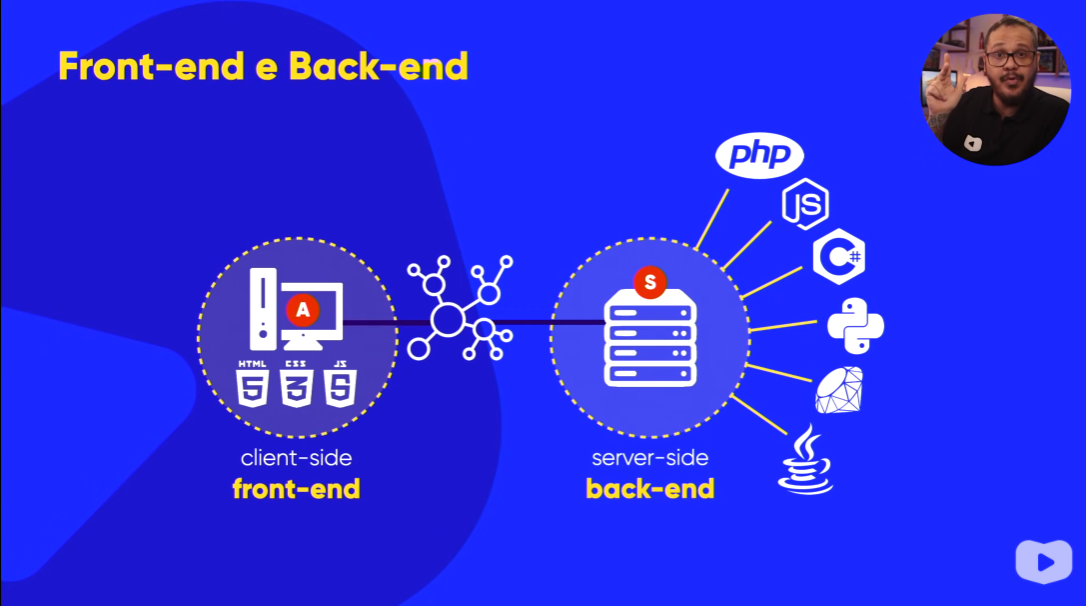 Front-end e Back-end
php
JS
C#
A
S
HTML
5
CSS
3
JS
5
client-side
front-end
server-side
back-end